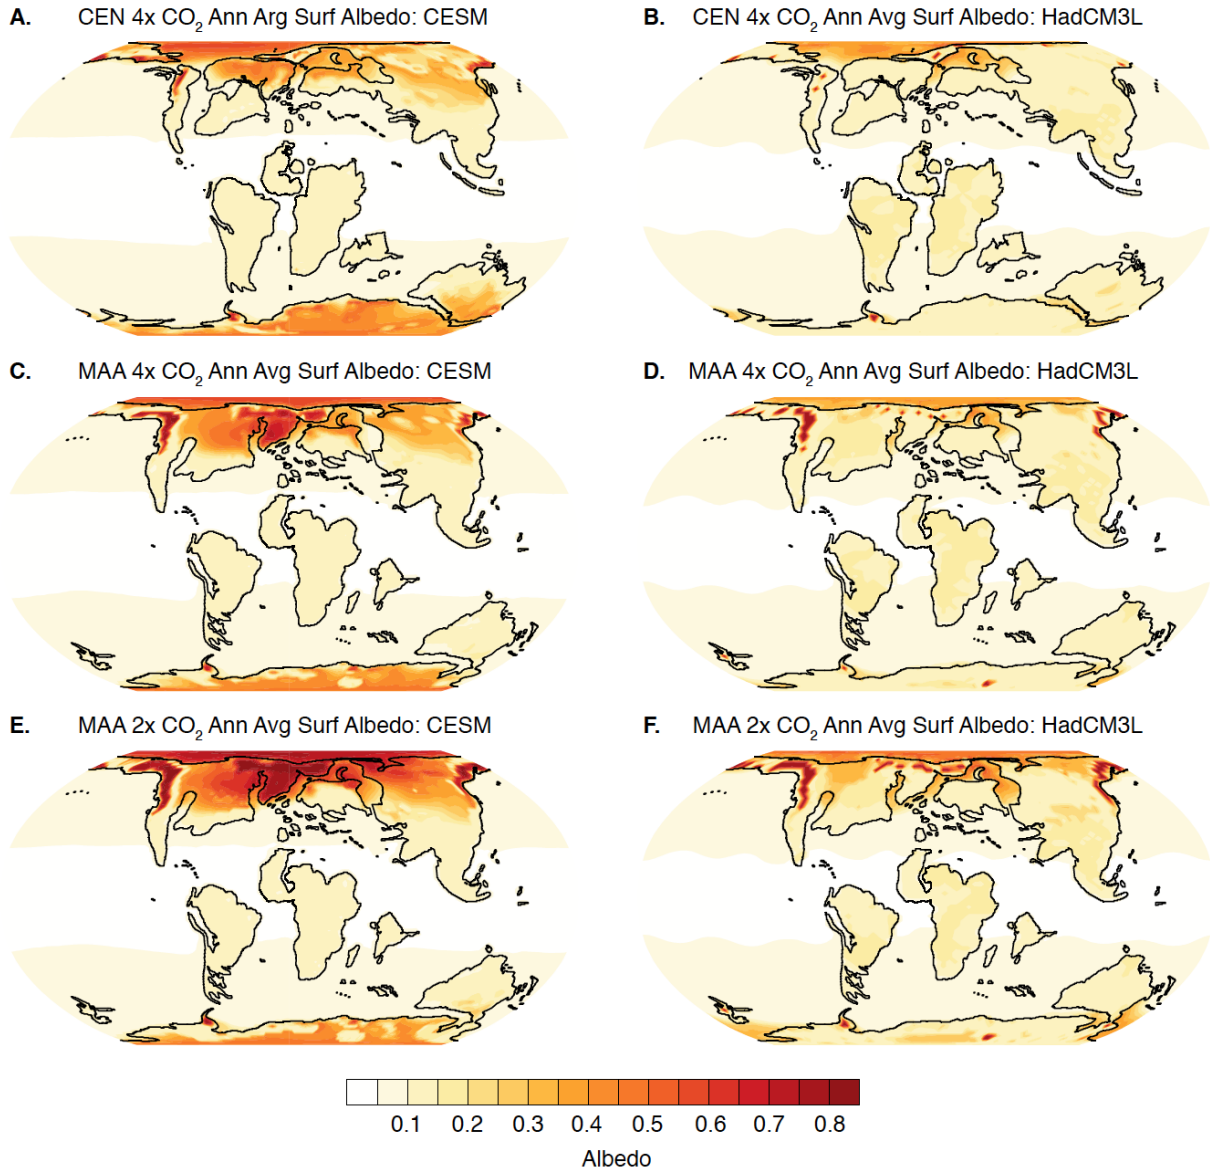 A. CEN 4x CO2 Ann Arg Surf Albedo: CESM
B. CEN 4x CO2 Ann Avg Surf Albedo: HadCM3L
C. MAA 4x CO2 Ann Avg Surf Albedo: CESM
D. MAA 4x CO2 Ann Avg Surf Albedo: HadCM3L
E. MAA 2x CO2 Ann Avg Surf Albedo: CESM
F. MAA 2x CO2 Ann Avg Surf Albedo: HadCM3L
0.1 0.2 0.3 0.4 0.5 0.6 0.7 0.8
Albedo